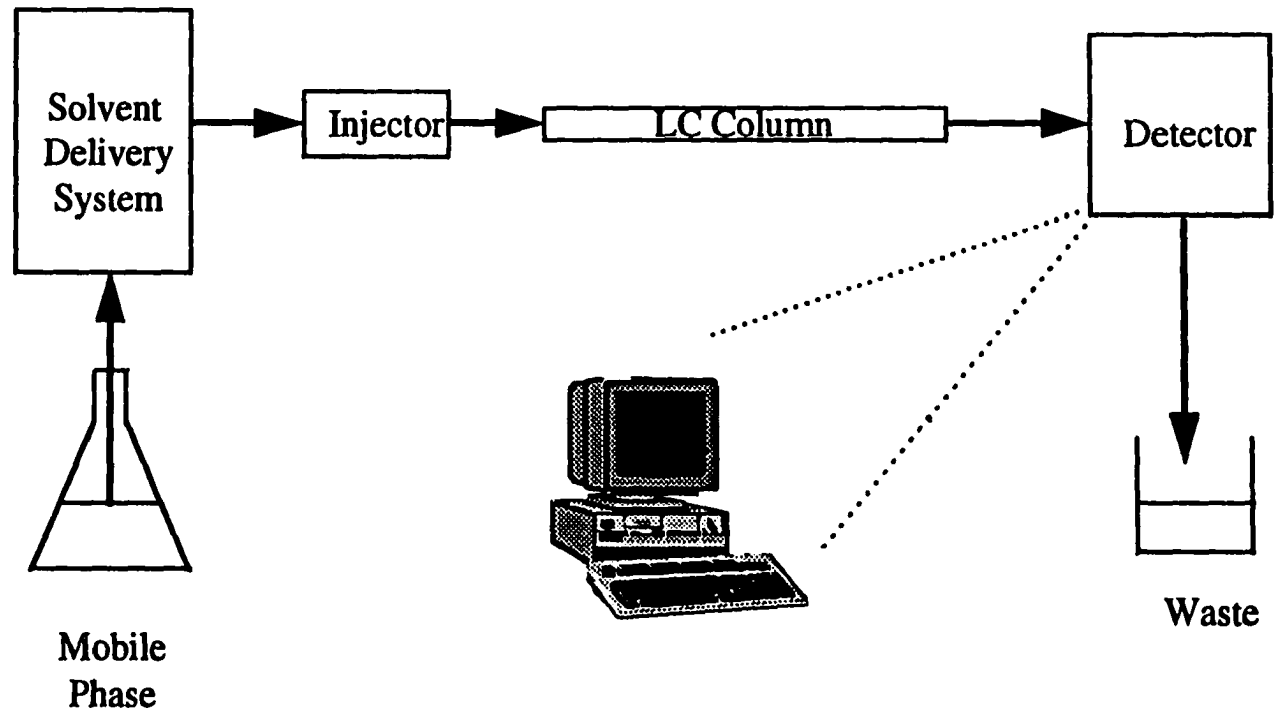 Solvent
Delivery
System
Injector
LC Column
Detector
Mobile
Phase
Waste